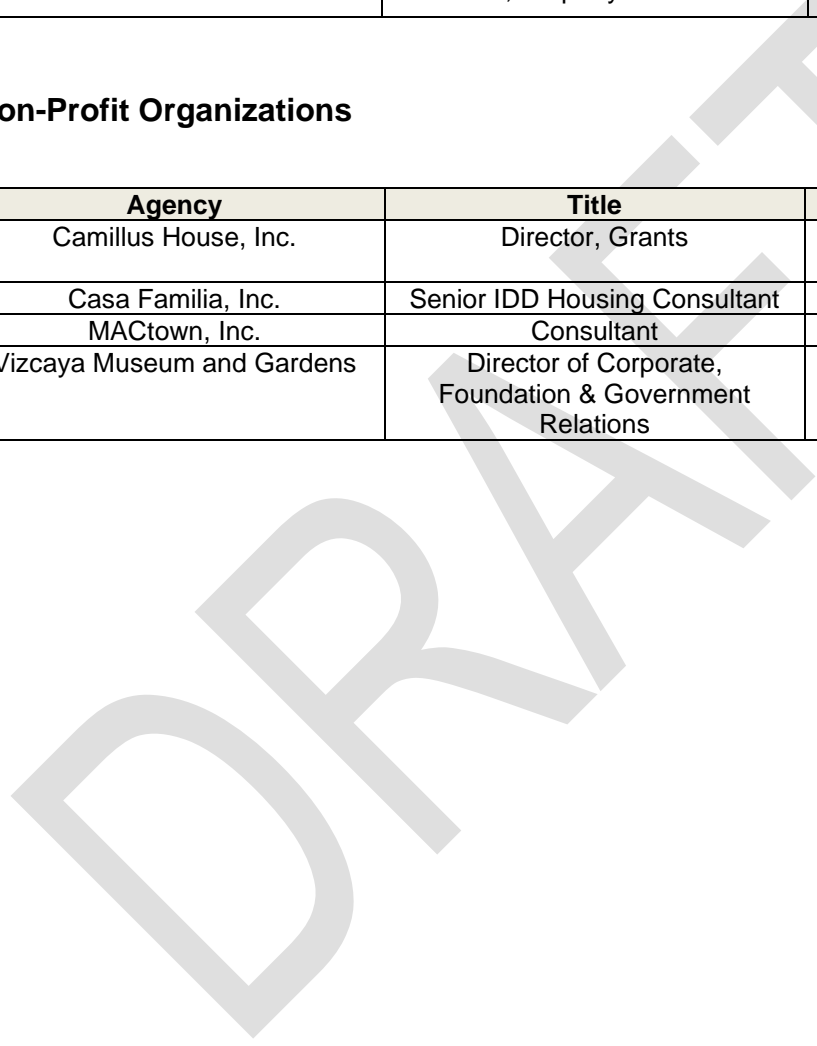 on-Profit Organizations
Agency Title
Camillus House, Inc. Director, Grants
Casa Familia, Inc. Senior IDD Housing Consultant
MACtown, Inc. Consultant
Vizcaya Museum and Gardens Director of Corporate,
Foundation & Government
Relations
DRAFT